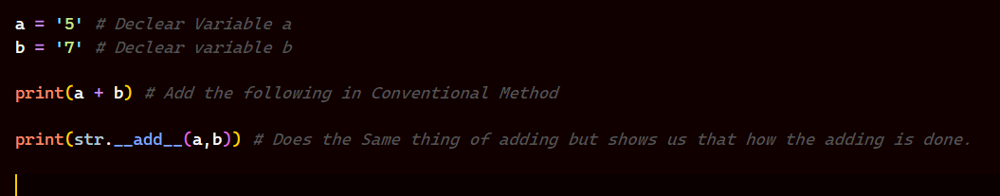 a = '5' # Declear Variable a
b = '7' # Declear variable b
print(a + b) # Add the following in Conventional Method
print(str.__add__(a,b)) # Does the Same thing of adding but shows us that how the adding is done.